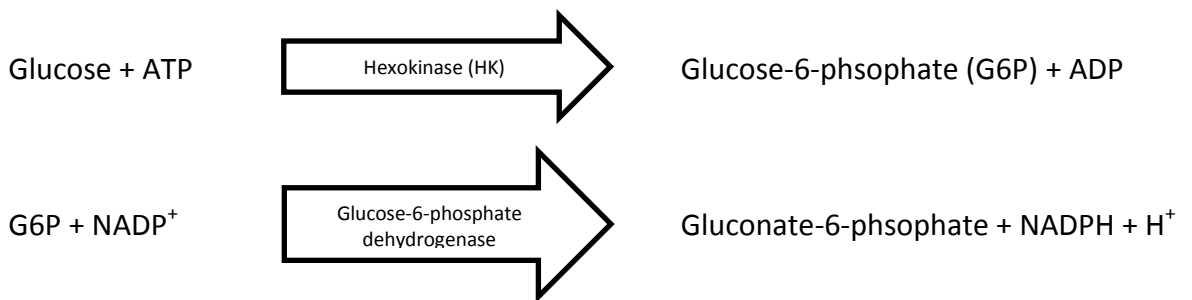 Glucose + ATP
Hexokinase (HK)
Glucose-6-phsophate (G6P) + ADP
G6P + NADP⁺
Glucose-6-phosphate
dehydrogenase
Gluconate-6-phsophate + NADPH + H⁺